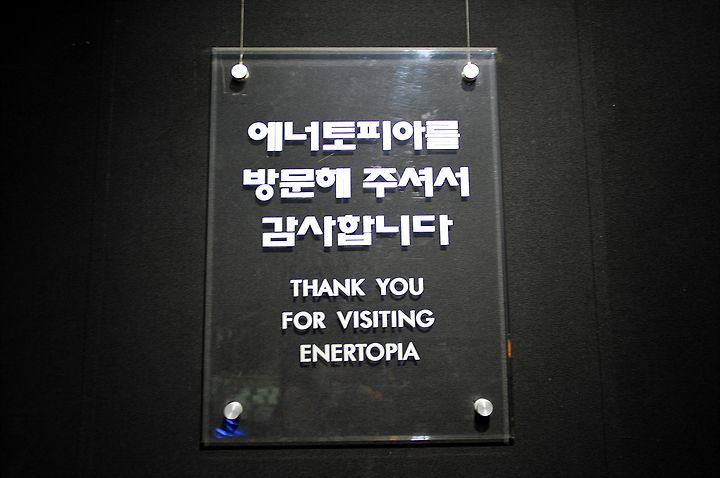 에너토피아를
방문해 주셔서
감사합니다
THANK YOU
FOR VISITING
ENERTOPIA